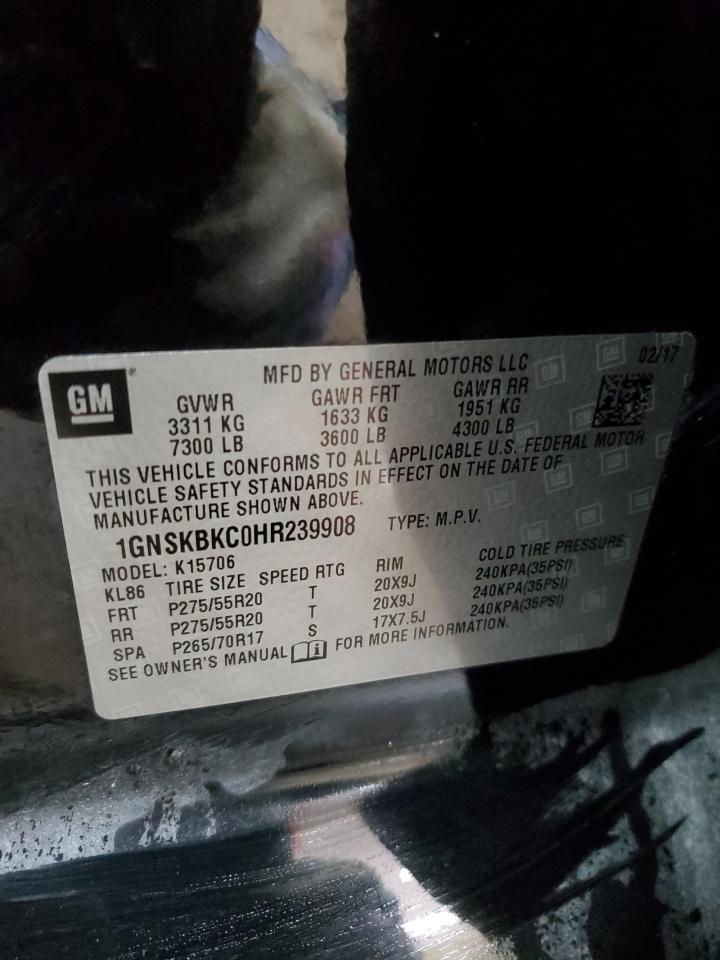 GM
MFD BY GENERAL MOTORS LLC 02/17
GVWR GAWR FRT GAWR RR
3311 KG 1633 KG 1951 KG
7300 LB 3600 LB 4300 LB
THIS VEHICLE CONFORMS TO ALL APPLICABLE U.S. FEDERAL MOTOR
VEHICLE SAFETY STANDARDS IN EFFECT ON THE DATE OF
MANUFACTURE SHOWN ABOVE.
1GNSKBKC0HR239908 TYPE: M.P.V.
MODEL: K15706
KL86 TIRE SIZE SPEED RTG RIM COLD TIRE PRESSURE
FRT P275/55R20 T 20X9J 240KPA(35PSI)
RR P275/55R20 T 20X9J 240KPA(35PSI)
SPA P265/70R17 S 17X7.5J 240KPA(35PSI)
SEE OWNER'S MANUAL i FOR MORE INFORMATION.